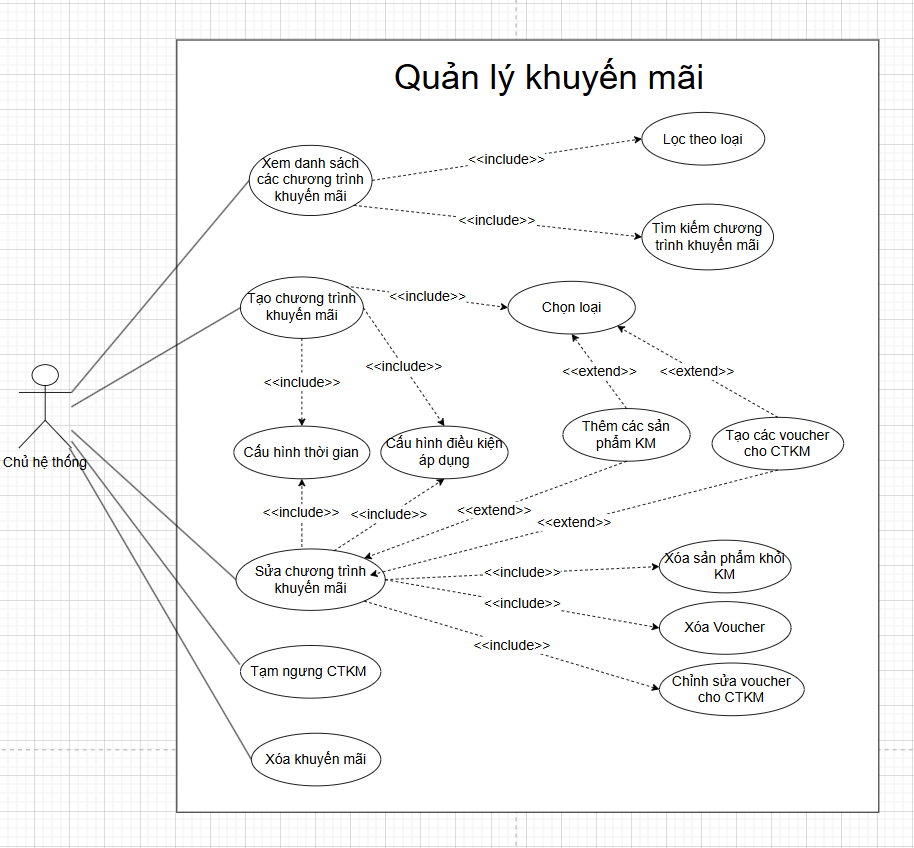 Quản lý khuyến mãi
Lọc theo loại
<<include>>
Xem danh sách
các chương trình
khuyến mãi
<<include>>
Tìm kiếm chương
trình khuyến mãi
Tạo chương trình
khuyến mãi
<<include>>
Chọn loại
<<include>>
<<include>>
<<extend>>
<<extend>>
Chủ hệ thống
Cấu hình thời gian
Cấu hình điều kiện
áp dụng
Thêm các sản
phẩm KM
Tạo các voucher
cho CTKM
<<include>>
<<include>>
<<extend>>
<<extend>>
Sửa chương trình
khuyến mãi
<<include>>
Xóa sản phẩm khỏi
KM
<<include>>
Xóa Voucher
<<include>>
Chỉnh sửa voucher
cho CTKM
Tạm ngưng CTKM
Xóa khuyến mãi